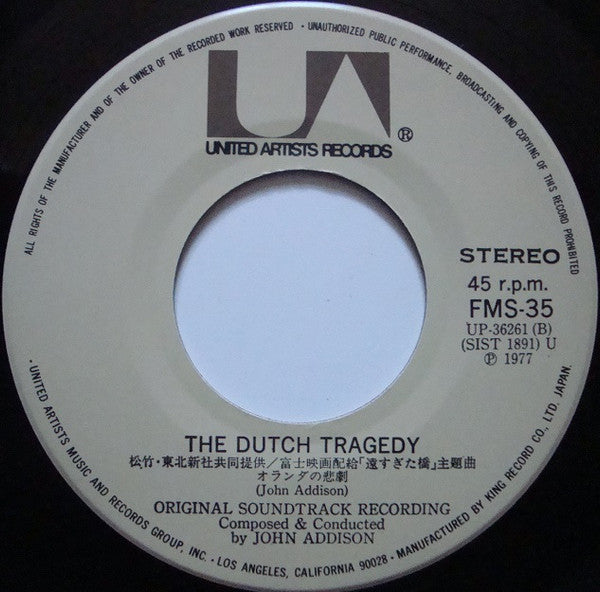 ALL RIGHTS OF THE MANUFACTURER AND OF THE OWNER OF THE RECORDED WORK RESERVED • UNAUTHORIZED PUBLIC PERFORMANCE, BROADCASTING AND COPYING OF THIS RECORD PROHIBITED
UA ®
UNITED ARTISTS RECORDS
STEREO
45 r.p.m.
FMS-35
UP-36261 (B)
(SIST 1891) U
Ⓟ 1977
THE DUTCH TRAGEDY
松竹・東北新社共同提供／富士映画配給「遠すぎた橋」主題曲
オランダの悲劇
(John Addison)
ORIGINAL SOUNDTRACK RECORDING
Composed & Conducted
by JOHN ADDISON
• UNITED ARTISTS MUSIC AND RECORDS GROUP, INC. • LOS ANGELES, CALIFORNIA 90028 • MANUFACTURED BY KING RECORD CO., LTD. JAPAN.